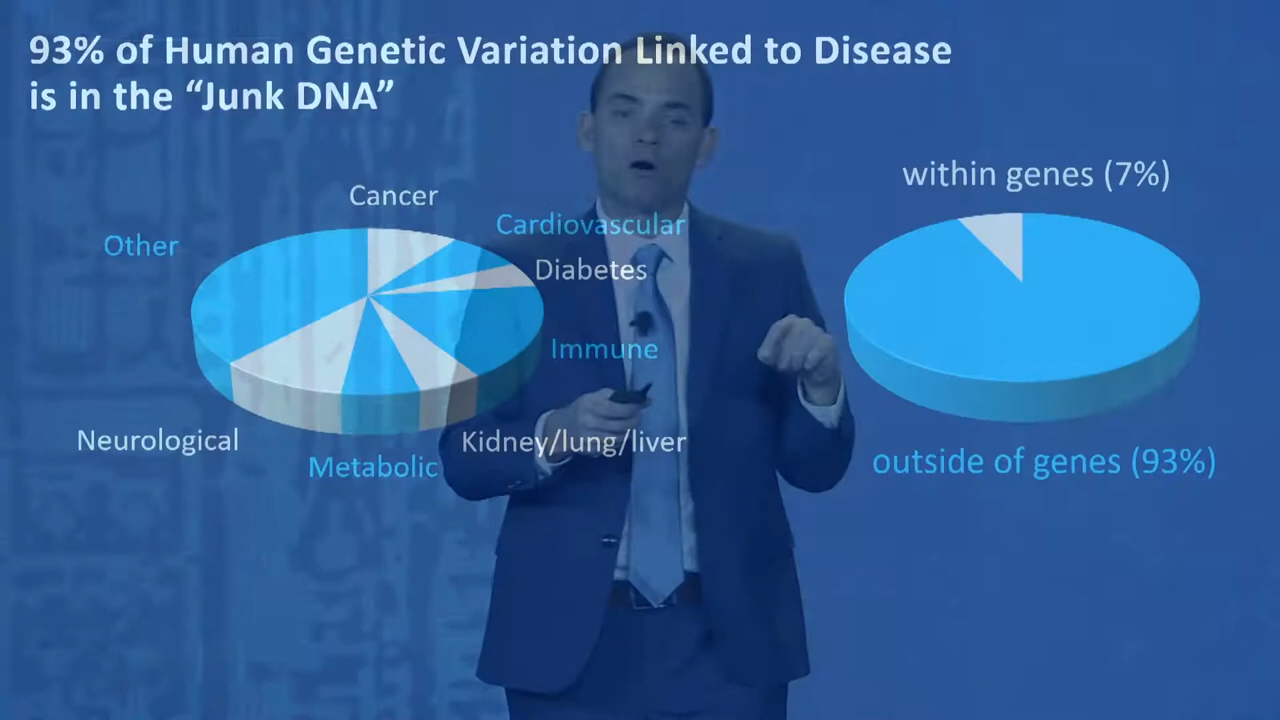 93% of Human Genetic Variation Linked to Disease
is in the “Junk DNA”
within genes (7%)
Cancer
Cardiovascular
Other
Diabetes
Immune
Neurological
Kidney/lung/liver
Metabolic
outside of genes (93%)